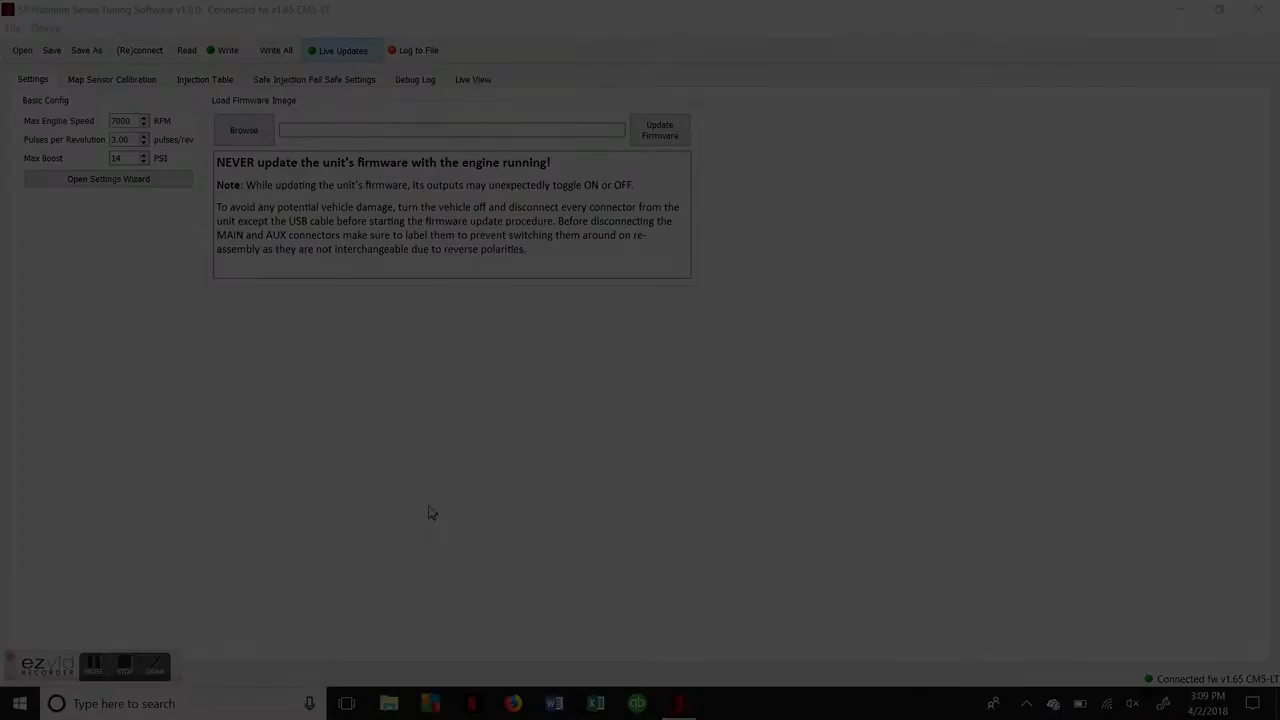 SP Platinum Series Tuning Software v1.0.0: Connected fw v1.65 CM5-LT
File Device
Open Save Save As (Re)connect Read Write Write All Live Updates Log to File
Settings Map Sensor Calibration Injection Table Safe Injection Fail Safe Settings Debug Log Live View
Basic Config
Max Engine Speed 7000 RPM
Pulses per Revolution 3.00 pulses/rev
Max Boost 14 PSI
Open Settings Wizard
Load Firmware Image
Browse
Update
Firmware
NEVER update the unit's firmware with the engine running!
Note: While updating the unit's firmware, its outputs may unexpectedly toggle ON or OFF.
To avoid any potential vehicle damage, turn the vehicle off and disconnect every connector from the
unit except the USB cable before starting the firmware update procedure. Before disconnecting the
MAIN and AUX connectors make sure to label them to prevent switching them around on re-
assembly as they are not interchangeable due to reverse polarities.
ezvid
RECORDER
PAUSE STOP DRAW
Connected fw v1.65 CM5-LT
Type here to search
3:09 PM
4/2/2018